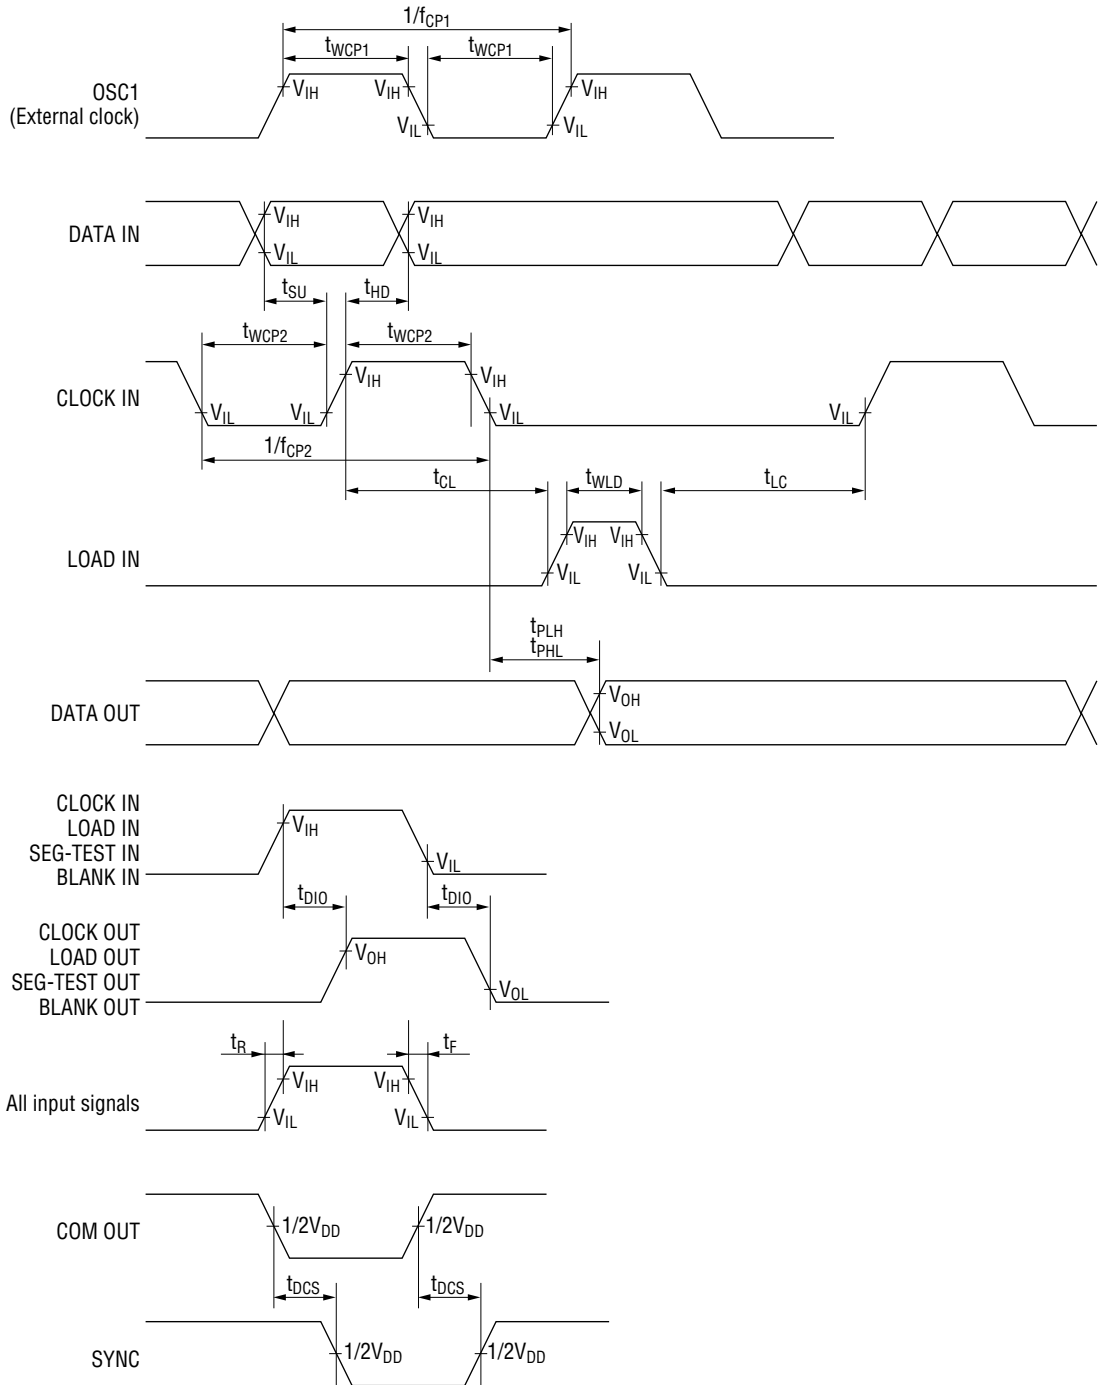 1/fCP1
tWCP1 tWCP1
OSC1
(External clock)
VIH VIH VIH
VIL VIL
DATA IN
VIH VIH
VIL VIL
tSU tHD
tWCP2 tWCP2
CLOCK IN
VIH VIH
VIL VIL VIL VIL
1/fCP2
tCL tWLD tLC
LOAD IN
VIH VIH
VIL VIL
tPLH
tPHL
DATA OUT
VOH
VOL
CLOCK IN
LOAD IN
SEG-TEST IN
BLANK IN
VIH
VIL
tDIO tDIO
CLOCK OUT
LOAD OUT
SEG-TEST OUT
BLANK OUT
VOH
VOL
tR tF
All input signals
VIH VIH
VIL VIL
COM OUT
1/2VDD 1/2VDD
tDCS tDCS
SYNC
1/2VDD 1/2VDD